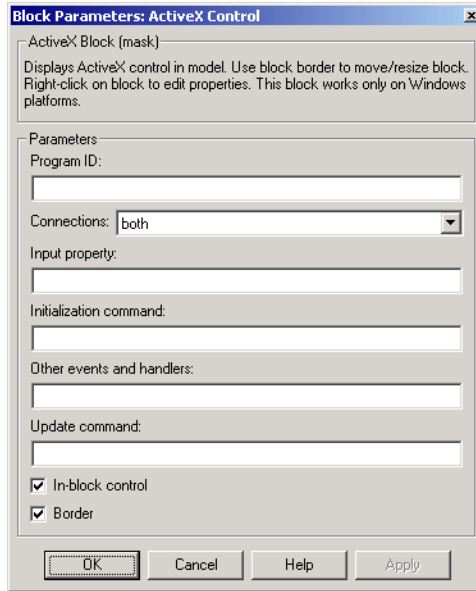 Block Parameters: ActiveX Control
ActiveX Block (mask)
Displays ActiveX control in model. Use block border to move/resize block.
Right-click on block to edit properties. This block works only on Windows
platforms.
Parameters
Program ID:
Connections: both
Input property:
Initialization command:
Other events and handlers:
Update command:
In-block control
Border
OK Cancel Help Apply